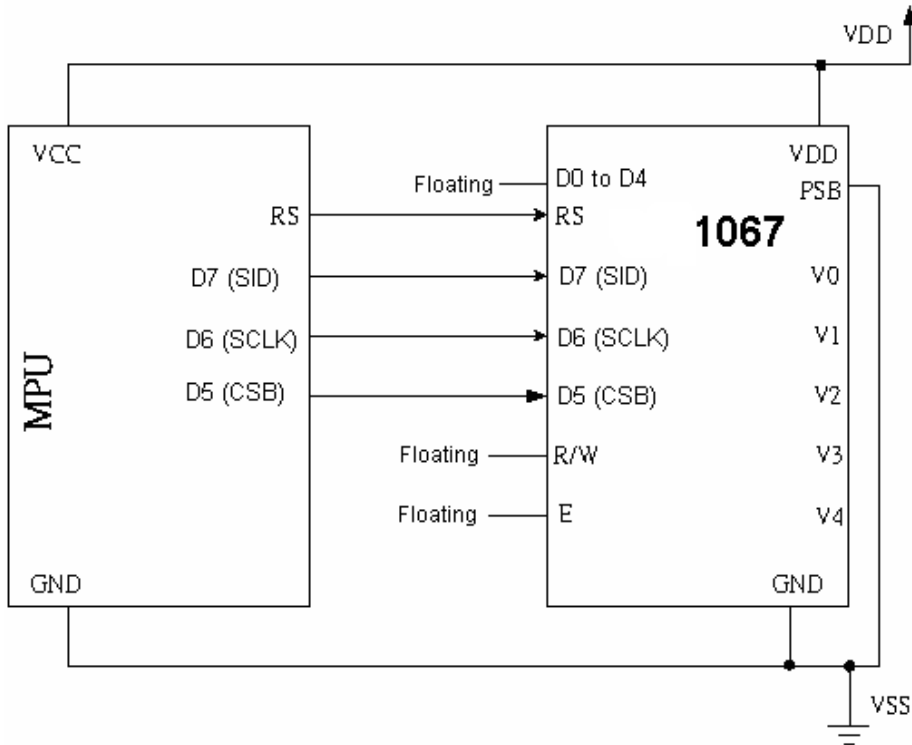 VDD
VCC
RS
D7 (SID)
D6 (SCLK)
D5 (CSB)
MPU
GND
Floating
Floating
Floating
D0 to D4
RS
D7 (SID)
D6 (SCLK)
D5 (CSB)
R/W
E
1067
VDD
PSB
V0
V1
V2
V3
V4
GND
VSS